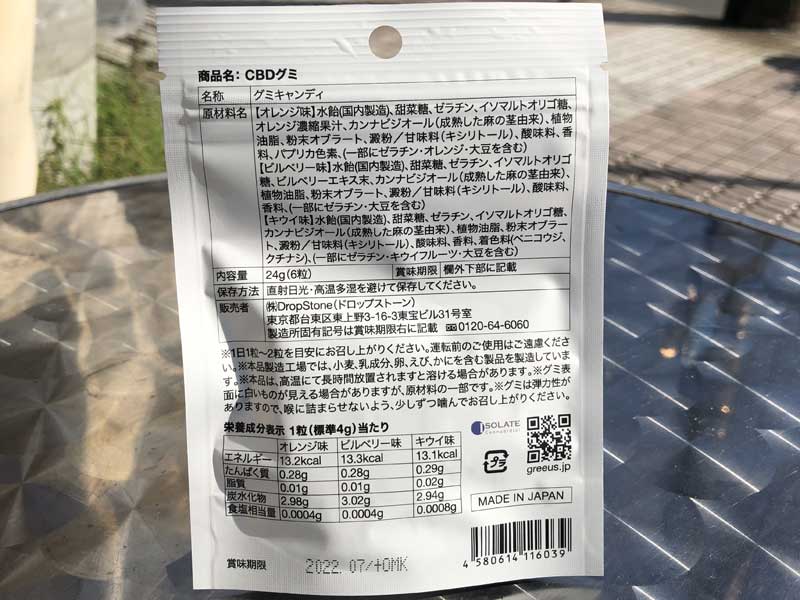 商品名：CBDグミ
名称 グミキャンディ
原材料名 【オレンジ味】水飴(国内製造)、甜菜糖、ゼラチン、イソマルトオリゴ糖、
オレンジ濃縮果汁、カンナビジオール(成熟した麻の茎由来)、植物
油脂、粉末オブラート、澱粉／甘味料(キシリトール)、酸味料、香
料、パプリカ色素、(一部にゼラチン・オレンジ・大豆を含む)
【ビルベリー味】水飴(国内製造)、甜菜糖、ゼラチン、イソマルトオリゴ
糖、ビルベリーエキス末、カンナビジオール(成熟した麻の茎由来)、
植物油脂、粉末オブラート、澱粉／甘味料(キシリトール)、酸味料、
香料、(一部にゼラチン・大豆を含む)
【キウイ味】水飴(国内製造)、甜菜糖、ゼラチン、イソマルトオリゴ糖、
カンナビジオール(成熟した麻の茎由来)、植物油脂、粉末オブラー
ト、澱粉／甘味料(キシリトール)、酸味料、香料、着色料(ベニコウジ、
クチナシ)、(一部にゼラチン・キウイフルーツ・大豆を含む)
内容量 24g(6粒) 賞味期限 欄外下部に記載
保存方法 直射日光・高温多湿を避けて保存してください。
販売者 ㈱DropStone(ドロップストーン)
東京都台東区東上野3-16-3東宝ビル31号室
製造所固有記号は賞味期限右に記載 0120-64-6060
※1日1粒〜2粒を目安にお召し上がりください。運転前のご使用はご遠慮くださ
い。※本品製造工場では、小麦、乳成分、卵、えび、かにを含む製品を製造していま
す。※本品は、高温にて長時間放置されますと溶ける場合があります。※グミ表
面に白いものが見える場合がありますが、原材料の一部です。※グミは弾力性が
ありますので、喉に詰まらせないよう、少しずつ噛んでお召し上がりください。
栄養成分表示 1粒(標準4g)当たり
オレンジ味 ビルベリー味 キウイ味
エネルギー 13.2kcal 13.3kcal 13.1kcal
たんぱく質 0.28g 0.28g 0.29g
脂質 0.01g 0.01g 0.02g
炭水化物 2.98g 3.02g 2.94g
食塩相当量 0.0004g 0.0004g 0.0008g
ISOLATE
Cannabidiol
プラ
greeus.jp
MADE IN JAPAN
4 580614 116039
賞味期限 2022.07/+OMK